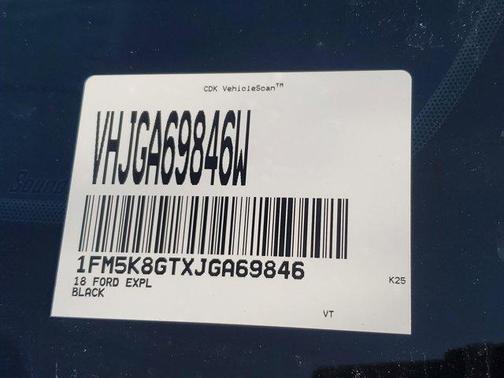 CDK VehicleScan™
VHJGA69846W
1FM5K8GTXJGA69846
18 FORD EXPL
K25
BLACK
VT